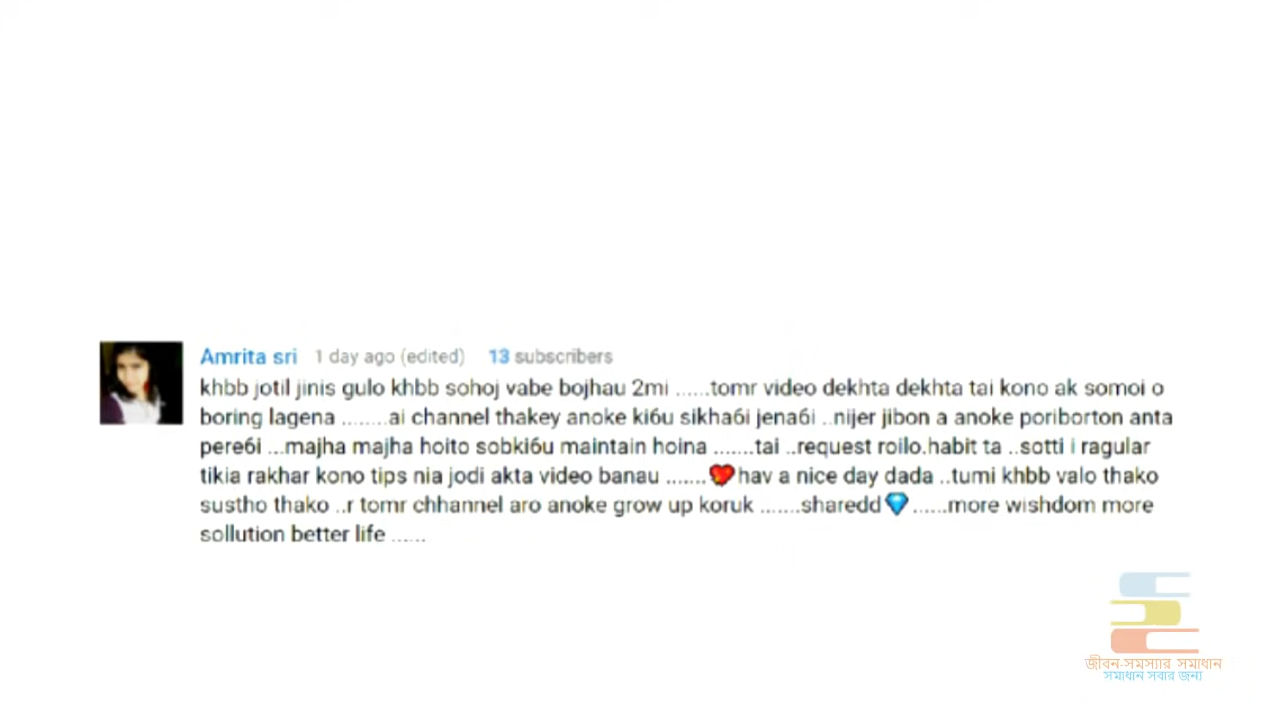 Amrita sri 1 day ago (edited) 13 subscribers
khbb jotil jinis gulo khbb sohoj vabe bojhau 2mi ......tomr video dekhta dekhta tai kono ak somoi o
boring lagena ........ai channel thakey anoke ki6u sikha6i jena6i ..nijer jibon a anoke poriborton anta
pere6i ...majha majha hoito sobki6u maintain hoina .......tai ..request roilo.habit ta ..sotti i ragular
tikia rakhar kono tips nia jodi akta video banau .......❤️hav a nice day dada ..tumi khbb valo thako
sustho thako ..r tomr chhannel aro anoke grow up koruk .......sharedd💎......more wishdom more
sollution better life ......
জীবন-সমস্যার সমাধান
সমাধান সবার জন্য